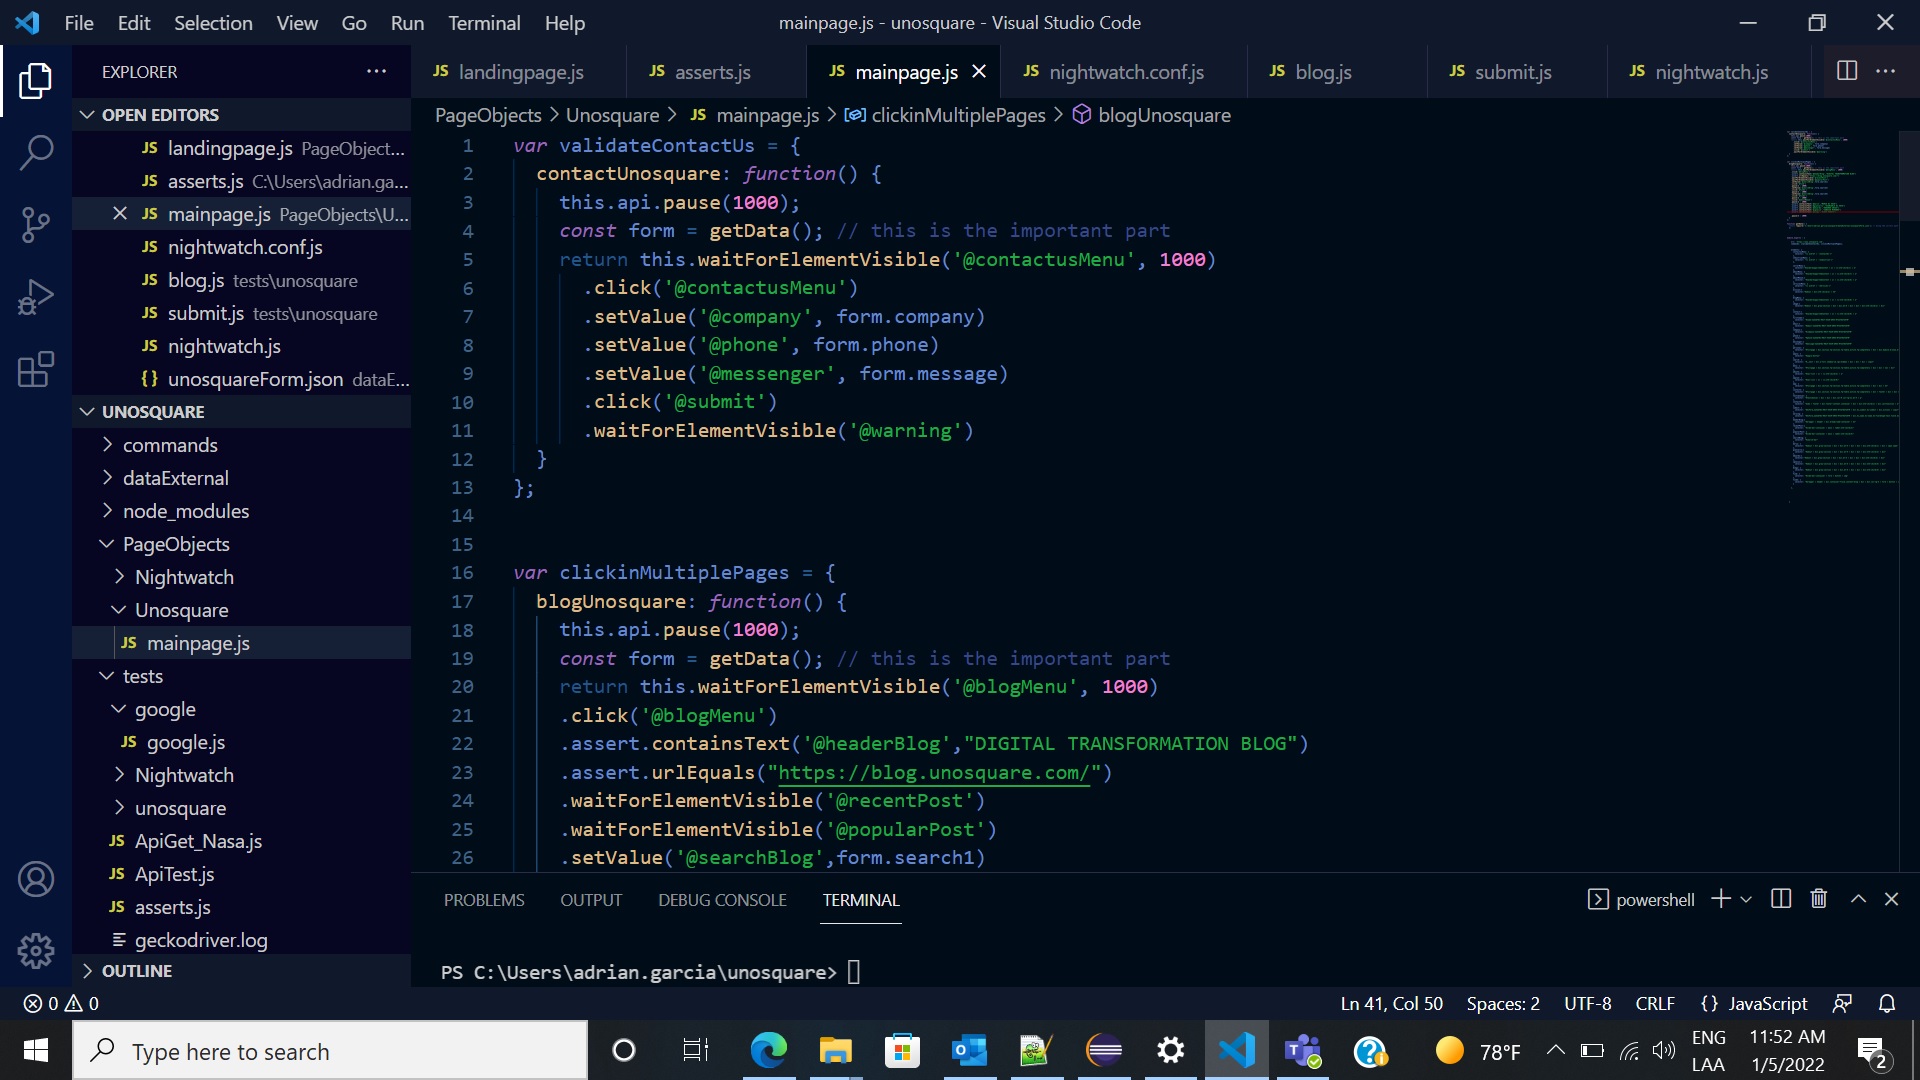 File Edit Selection View Go Run Terminal Help
mainpage.js - unosquare - Visual Studio Code
EXPLORER
JS landingpage.js
JS asserts.js
JS mainpage.js
JS nightwatch.conf.js
JS blog.js
JS submit.js
JS nightwatch.js
OPEN EDITORS
JS landingpage.js PageObject...
JS asserts.js C:\Users\adrian.ga...
JS mainpage.js PageObjects\U...
JS nightwatch.conf.js
JS blog.js tests\unosquare
JS submit.js tests\unosquare
JS nightwatch.js
{} unosquareForm.json dataE...
UNOSQUARE
commands
dataExternal
node_modules
PageObjects
Nightwatch
Unosquare
JS mainpage.js
tests
google
JS google.js
Nightwatch
unosquare
JS ApiGet_Nasa.js
JS ApiTest.js
JS asserts.js
geckodriver.log
OUTLINE
PageObjects > Unosquare > JS mainpage.js > clickinMultiplePages > blogUnosquare
1 var validateContactUs = {
2 contactUnosquare: function() {
3 this.api.pause(1000);
4 const form = getData(); // this is the important part
5 return this.waitForElementVisible('@contactusMenu', 1000)
6 .click('@contactusMenu')
7 .setValue('@company', form.company)
8 .setValue('@phone', form.phone)
9 .setValue('@messenger', form.message)
10 .click('@submit')
11 .waitForElementVisible('@warning')
12 }
13 };
14
15
16 var clickinMultiplePages = {
17 blogUnosquare: function() {
18 this.api.pause(1000);
19 const form = getData(); // this is the important part
20 return this.waitForElementVisible('@blogMenu', 1000)
21 .click('@blogMenu')
22 .assert.containsText('@headerBlog',"DIGITAL TRANSFORMATION BLOG")
23 .assert.urlEquals("https://blog.unosquare.com/")
24 .waitForElementVisible('@recentPost')
25 .waitForElementVisible('@popularPost')
26 .setValue('@searchBlog',form.search1)
PROBLEMS OUTPUT DEBUG CONSOLE TERMINAL
powershell
PS C:\Users\adrian.garcia\unosquare>
0 0
Ln 41, Col 50 Spaces: 2 UTF-8 CRLF {} JavaScript
Type here to search
78°F
ENG
LAA
11:52 AM
1/5/2022
2